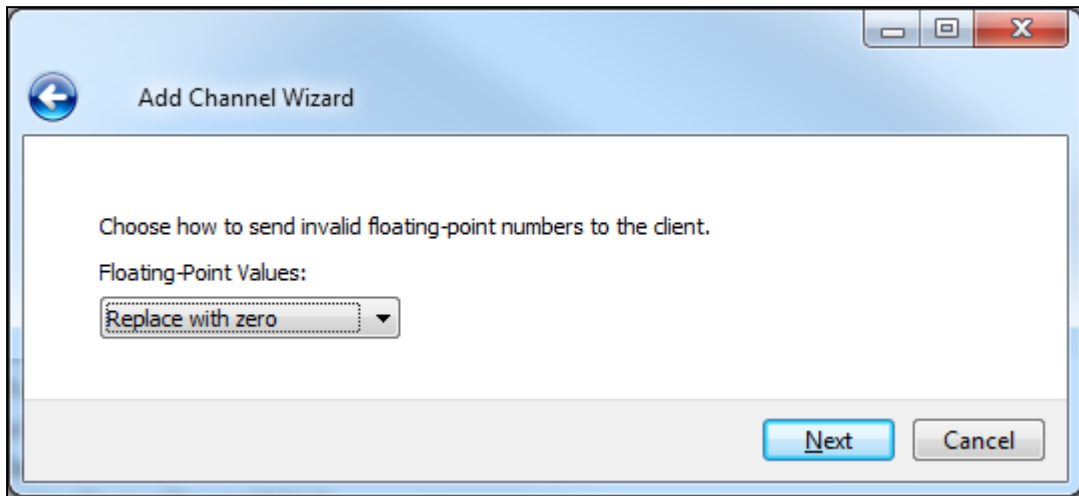 Add Channel Wizard
Choose how to send invalid floating-point numbers to the client.
Floating-Point Values:
Replace with zero
Next
Cancel